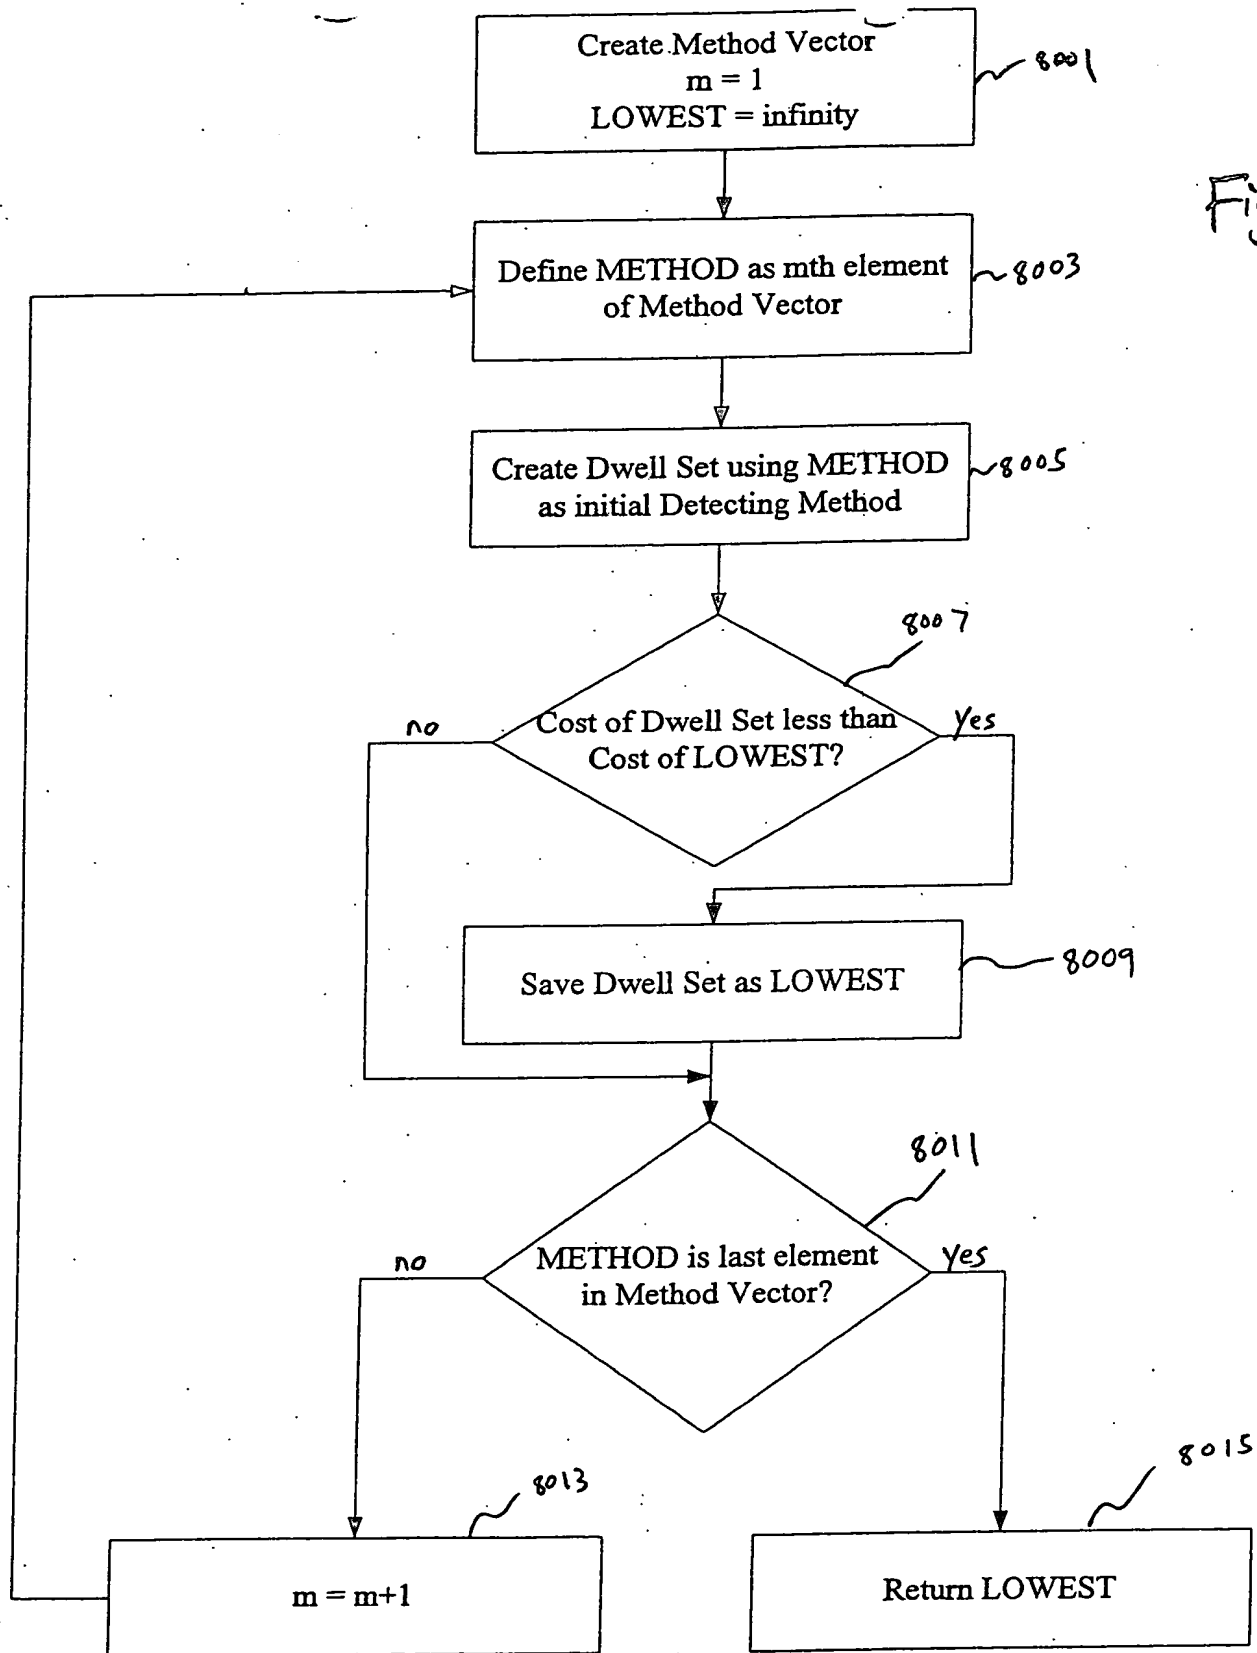 Create Method Vector
m = 1
LOWEST = infinity
8001
Define METHOD as mth element
of Method Vector
8003
Create Dwell Set using METHOD
as initial Detecting Method
8005
8007
no
Cost of Dwell Set less than
Cost of LOWEST?
Yes
Save Dwell Set as LOWEST
8009
8011
no
METHOD is last element
in Method Vector?
Yes
8013
8015
m = m+1
Return LOWEST